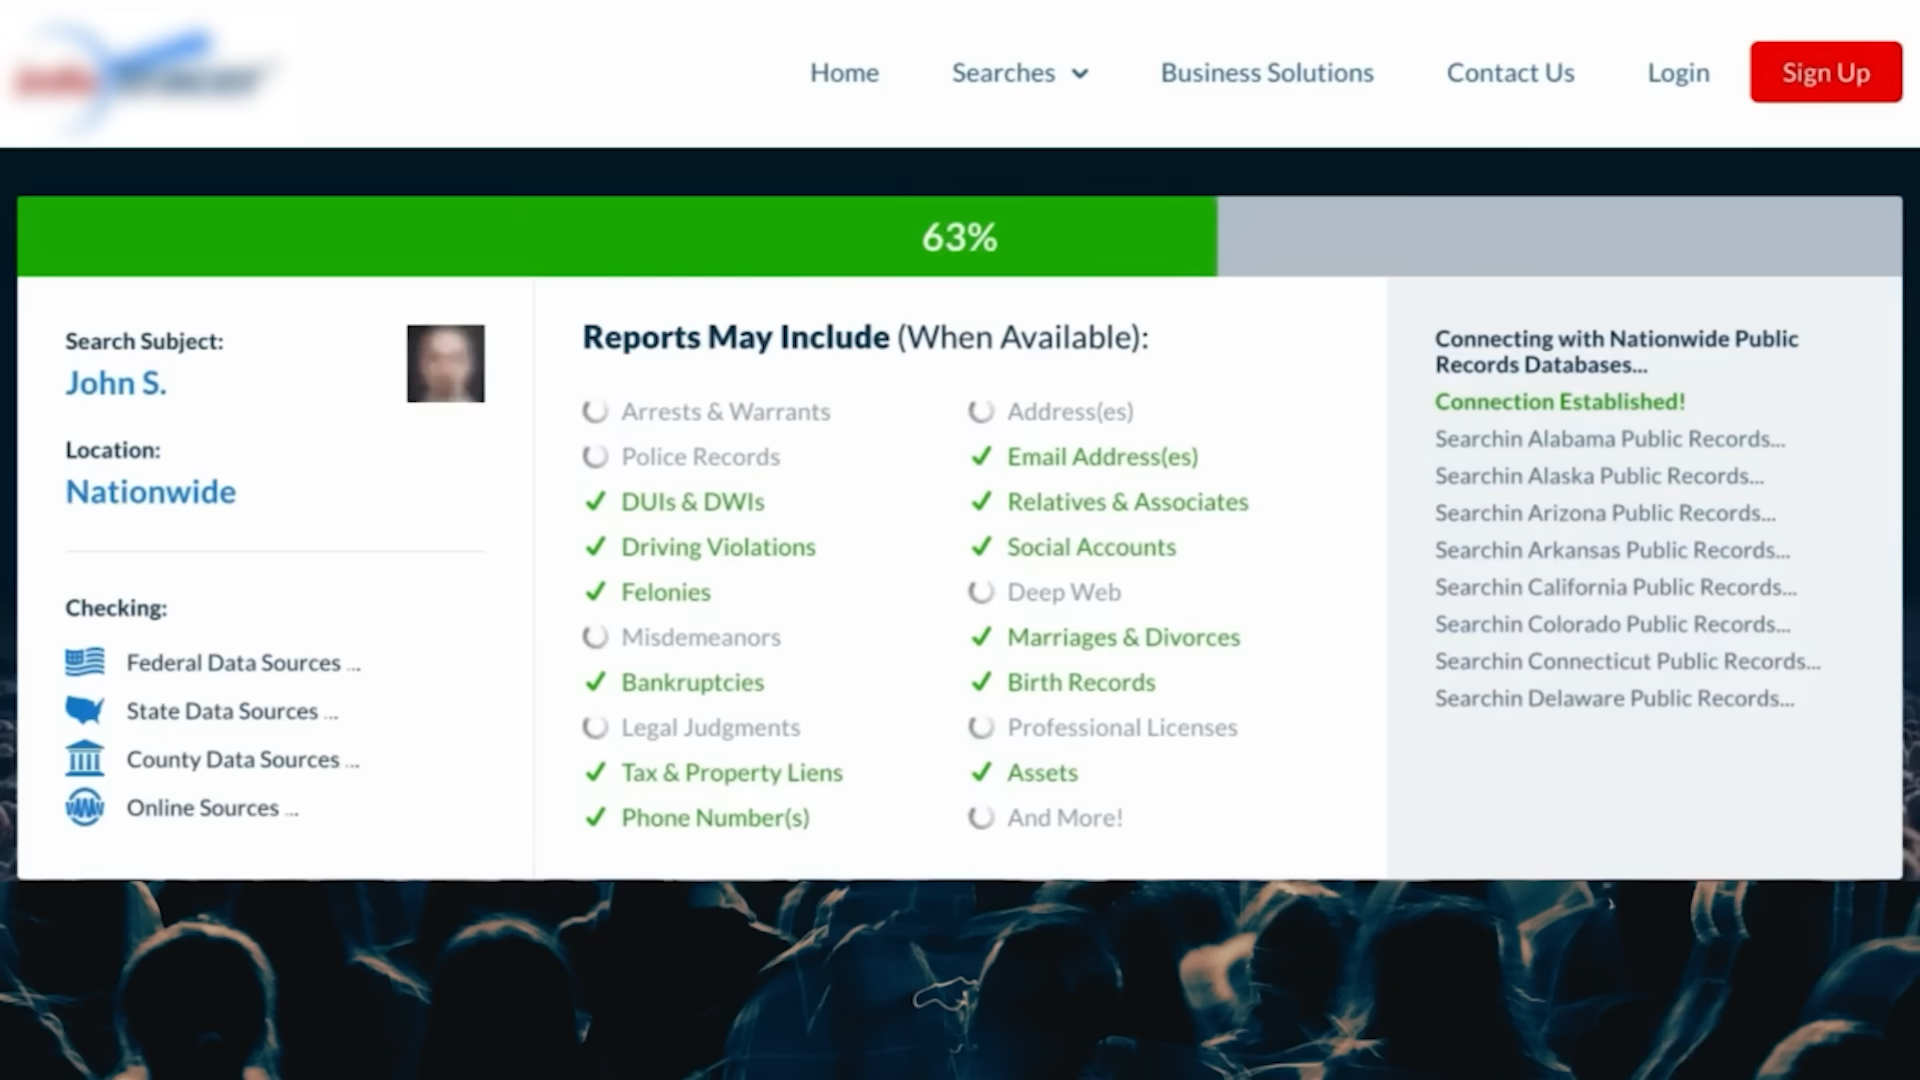 Home
Searches
Business Solutions
Contact Us
Login
Sign Up
63%
Search Subject:
John S.
Location:
Nationwide
Checking:
Federal Data Sources ...
State Data Sources ...
County Data Sources ...
Online Sources ...
Reports May Include (When Available):
Arrests & Warrants
Police Records
DUIs & DWIs
Driving Violations
Felonies
Misdemeanors
Bankruptcies
Legal Judgments
Tax & Property Liens
Phone Number(s)
Address(es)
Email Address(es)
Relatives & Associates
Social Accounts
Deep Web
Marriages & Divorces
Birth Records
Professional Licenses
Assets
And More!
Connecting with Nationwide Public
Records Databases...
Connection Established!
Searchin Alabama Public Records...
Searchin Alaska Public Records...
Searchin Arizona Public Records...
Searchin Arkansas Public Records...
Searchin California Public Records...
Searchin Colorado Public Records...
Searchin Connecticut Public Records...
Searchin Delaware Public Records...